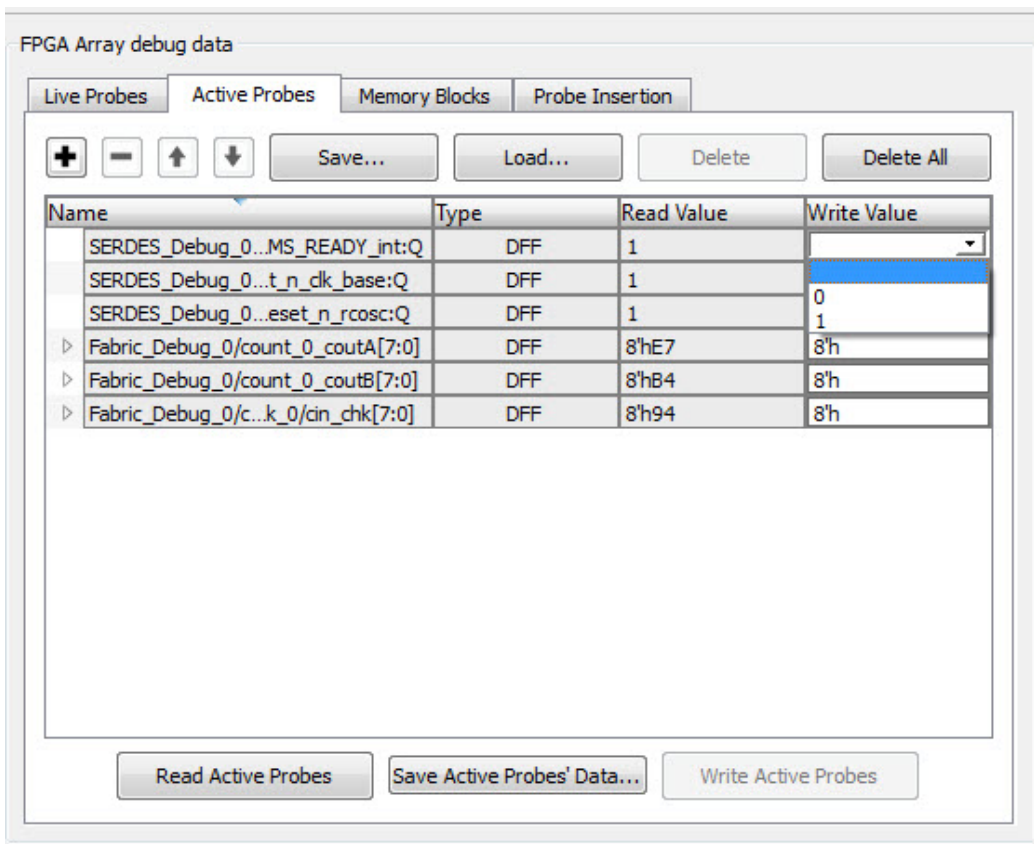 FPGA Array debug data
Live Probes Active Probes Memory Blocks Probe Insertion
Save... Load... Delete Delete All
Name Type Read Value Write Value
SERDES_Debug_0...MS_READY_int:Q DFF 1
SERDES_Debug_0...t_n_clk_base:Q DFF 1
0
SERDES_Debug_0...eset_n_rcosc:Q DFF 1
1
Fabric_Debug_0/count_0_coutA[7:0] DFF 8'hE7 8'h
Fabric_Debug_0/count_0_coutB[7:0] DFF 8'hB4 8'h
Fabric_Debug_0/c...k_0/cin_chk[7:0] DFF 8'h94 8'h
Read Active Probes Save Active Probes' Data... Write Active Probes